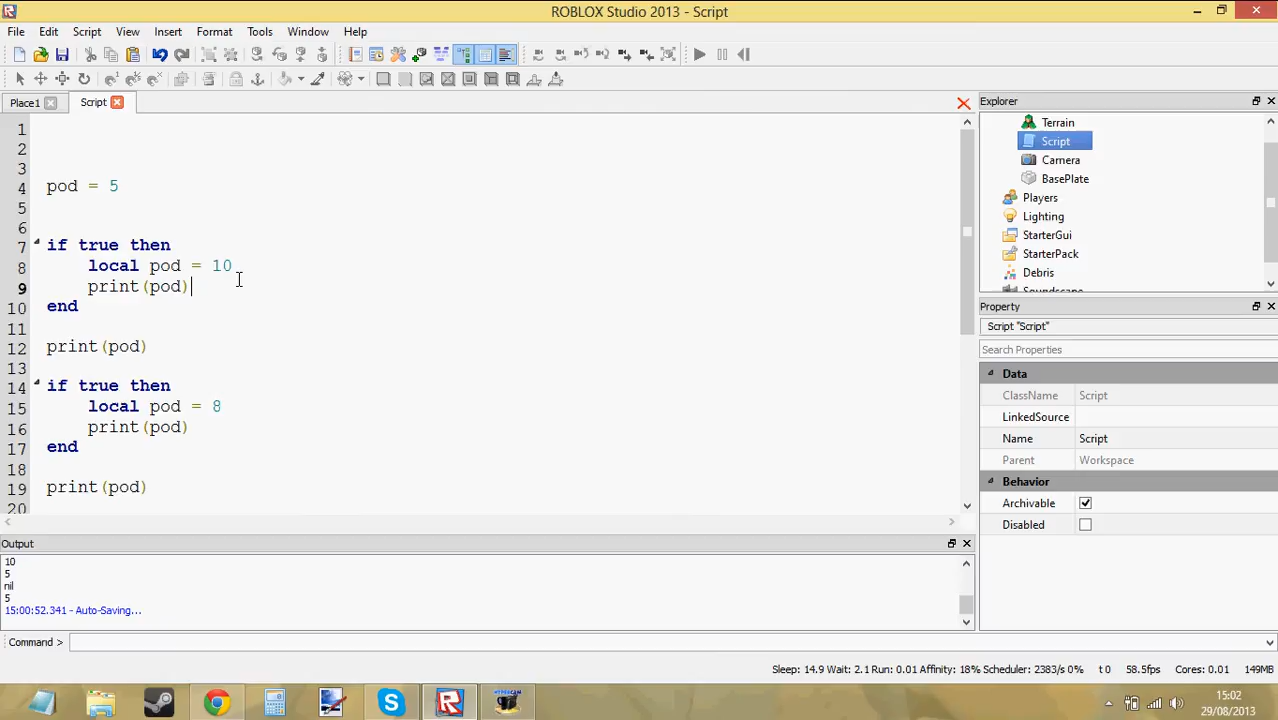 ROBLOX Studio 2013 - Script
File Edit Script View Insert Format Tools Window Help
Place1 Script
1
2
3
4 pod = 5
5
6
7 if true then
8 local pod = 10
9 print(pod)
10 end
11
12 print(pod)
13
14 if true then
15 local pod = 8
16 print(pod)
17 end
18
19 print(pod)
20
Explorer
Terrain
Script
Camera
BasePlate
Players
Lighting
StarterGui
StarterPack
Debris
Property
Script "Script"
Search Properties
Data
ClassName Script
LinkedSource
Name Script
Parent Workspace
Behavior
Archivable
Disabled
Output
10
5
nil
5
15:00:52.341 - Auto-Saving...
Command >
Sleep: 14.9 Wait: 2.1 Run: 0.01 Affinity: 18% Scheduler: 2383/s 0% t 0 58.5fps Cores: 0.01 149MB
15:02
29/08/2013